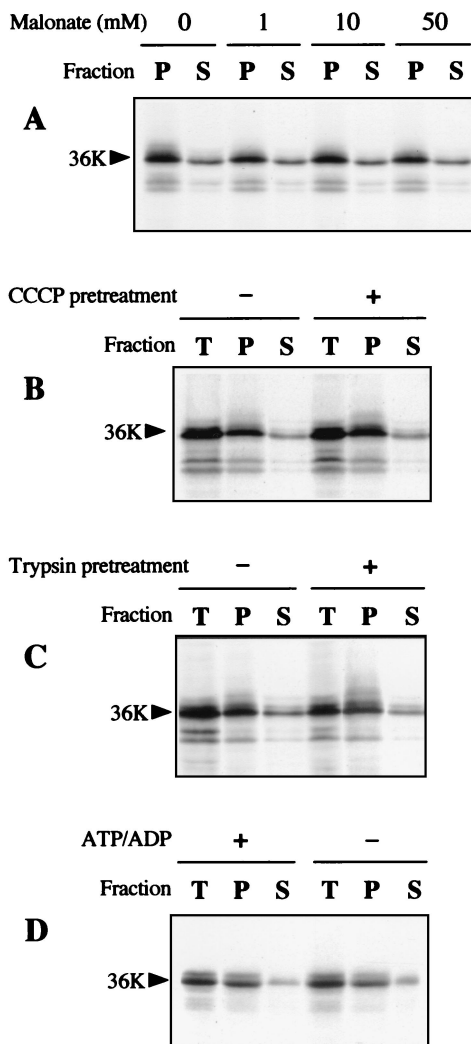 Malonate (mM) 0 1 10 50
Fraction P S P S P S P S
A
36K
CCCP pretreatment − +
Fraction T P S T P S
B
36K
Trypsin pretreatment − +
Fraction T P S T P S
C
36K
ATP/ADP + −
Fraction T P S T P S
D
36K